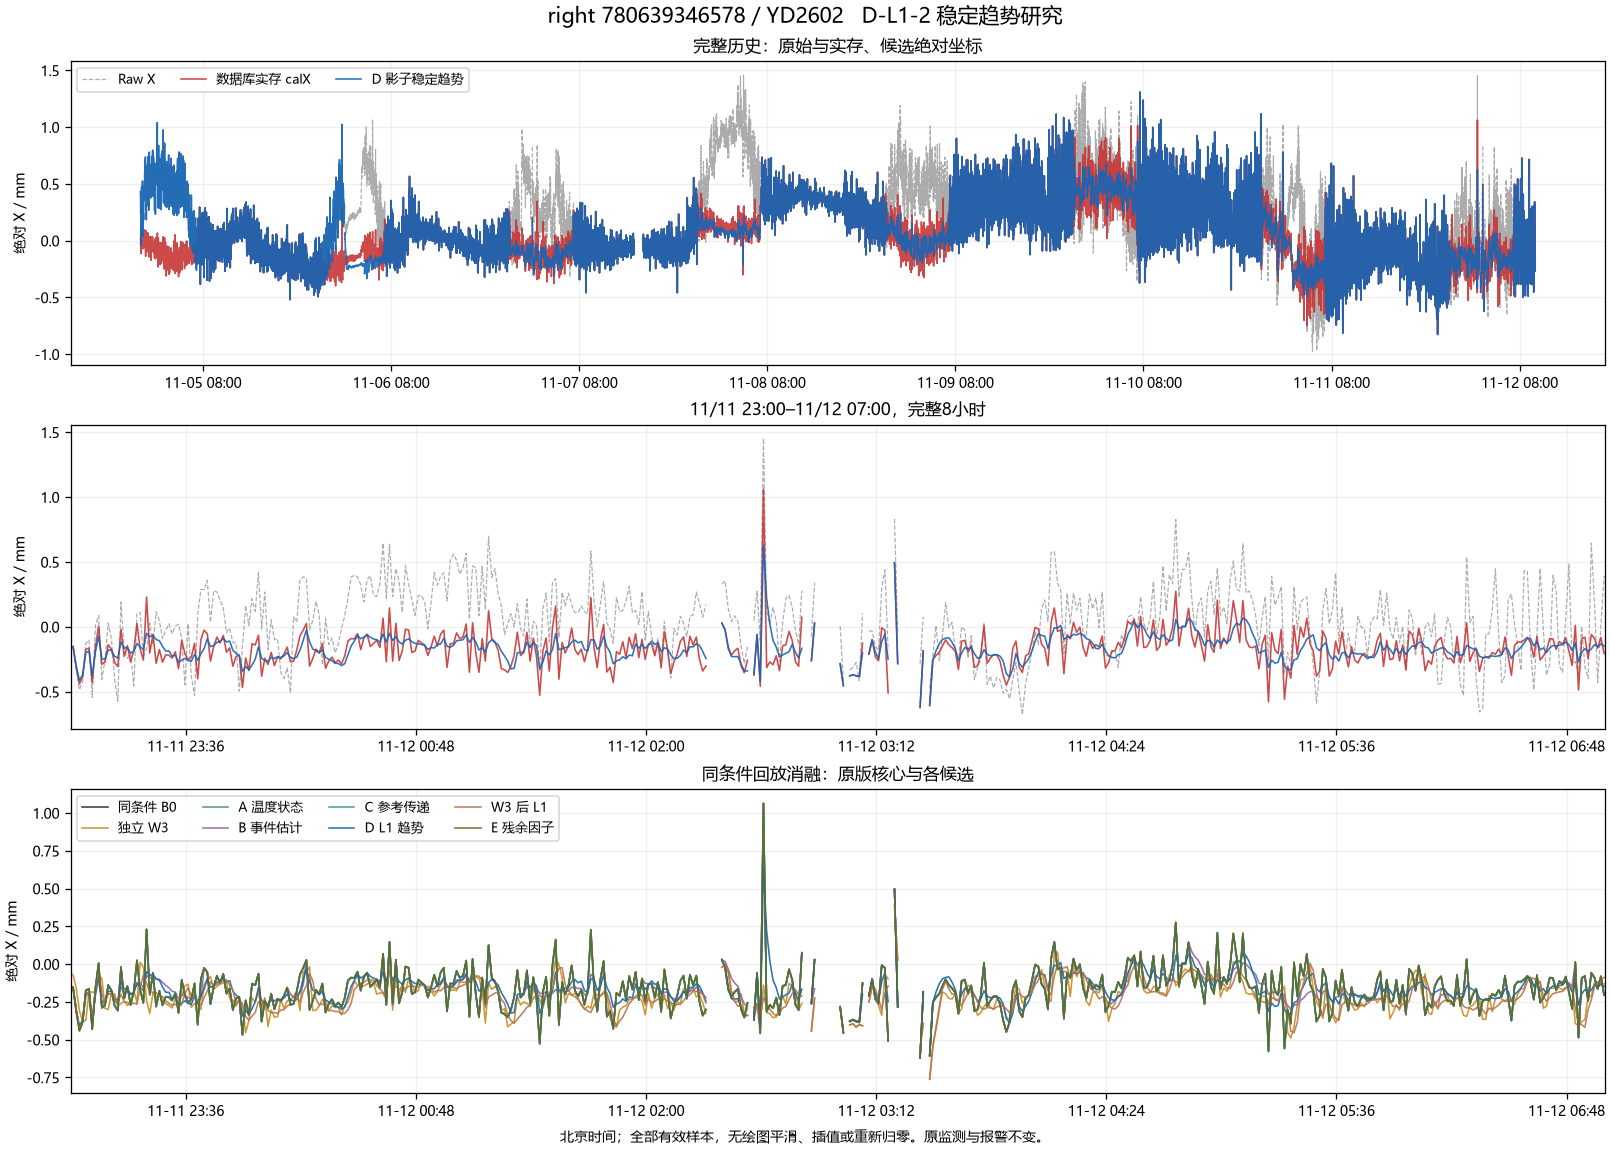 right 780639346578 / YD2602   D-L1-2 稳定趋势研究
完整历史：原始与实存、候选绝对坐标
Raw X
数据库实存 calX
D 影子稳定趋势
绝对 X / mm
1.5
1.0
0.5
0.0
-0.5
-1.0
11-05 08:00
11-06 08:00
11-07 08:00
11-08 08:00
11-09 08:00
11-10 08:00
11-11 08:00
11-12 08:00
11/11 23:00–11/12 07:00，完整8小时
绝对 X / mm
1.5
1.0
0.5
0.0
-0.5
11-11 23:36
11-12 00:48
11-12 02:00
11-12 03:12
11-12 04:24
11-12 05:36
11-12 06:48
同条件回放消融：原版核心与各候选
同条件 B0
A 温度状态
C 参考传递
W3 后 L1
独立 W3
B 事件估计
D L1 趋势
E 残余因子
绝对 X / mm
1.00
0.75
0.50
0.25
0.00
-0.25
-0.50
-0.75
11-11 23:36
11-12 00:48
11-12 02:00
11-12 03:12
11-12 04:24
11-12 05:36
11-12 06:48
北京时间；全部有效样本，无绘图平滑、插值或重新归零。原监测与报警不变。